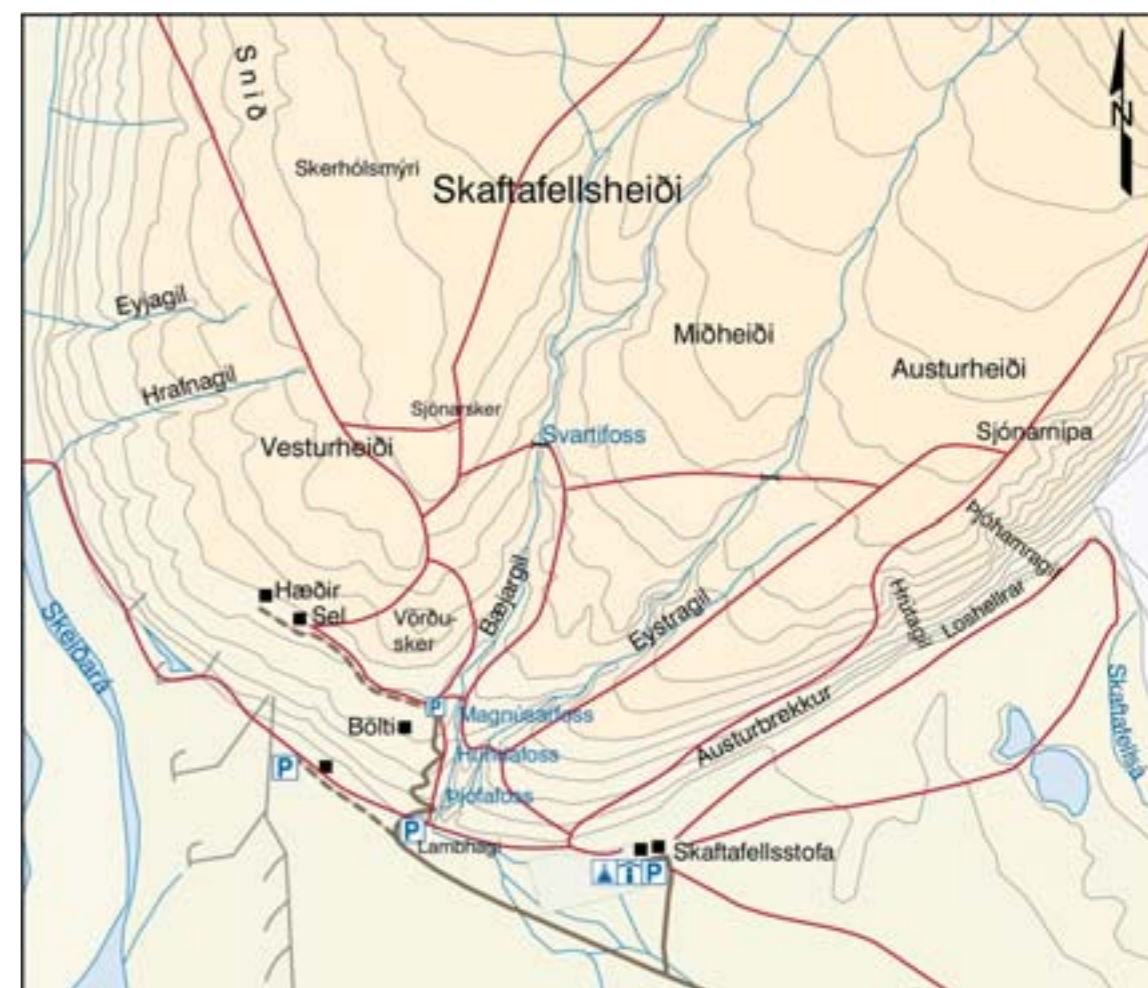 Snið
N
Skerhólsmýri
Skaftafellsheiði
Eyjagil
Miðheiði
Austurheiði
Hrafnagil
Sjónarsker
Sjónarnípa
Svartifoss
Vesturheiði
Þjófhamragil
Hæðir
Sel
Vörðu-
sker
Bæjargil
Eystragil
Hrútagil
Skeiðará
P
Magnúsarfoss
Bölti
Hundafoss
Austurbrekkur
Skaftafellsá
P
Þjófafoss
P
Lambhagi
Skaftafellsstofa
i P